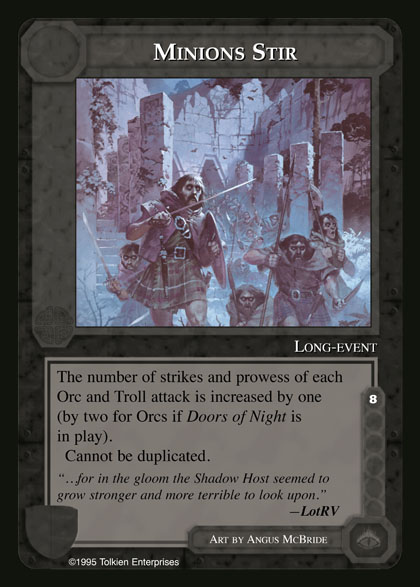 Minions Stir
Long-event
The number of strikes and prowess of each
Orc and Troll attack is increased by one
(by two for Orcs if Doors of Night is
in play).
Cannot be duplicated.
8
“…for in the gloom the Shadow Host seemed to
grow stronger and more terrible to look upon.”
—LotRV
Art by Angus McBride
©1995 Tolkien Enterprises